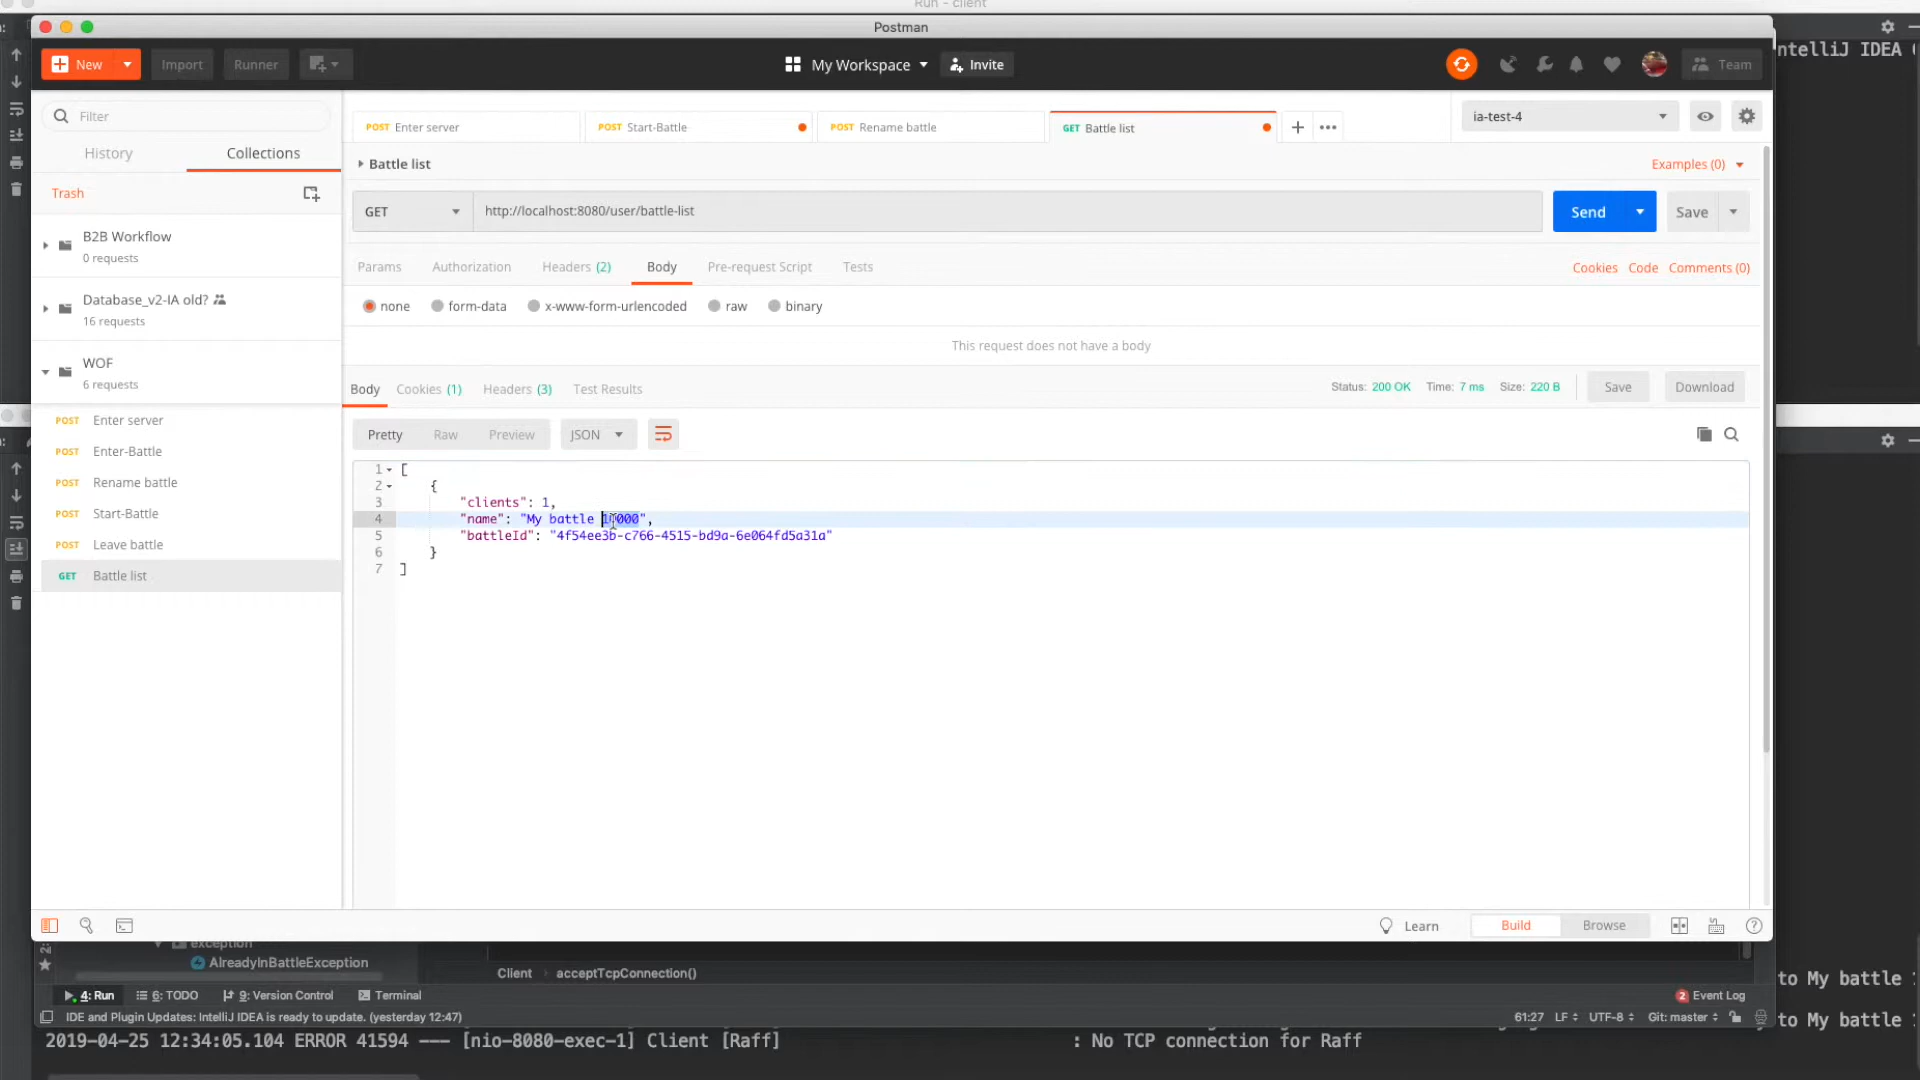 Run - client
Postman
IntelliJ IDEA
New
Import
Runner
My Workspace
Invite
Team
Filter
History
Collections
Trash
B2B Workflow
0 requests
Database_v2-IA old?
16 requests
WOF
6 requests
POST Enter server
POST Enter-Battle
POST Rename battle
POST Start-Battle
POST Leave battle
GET Battle list
POST Enter server
POST Start-Battle
POST Rename battle
GET Battle list
ia-test-4
Battle list
Examples (0)
GET
http://localhost:8080/user/battle-list
Send
Save
Params
Authorization
Headers (2)
Body
Pre-request Script
Tests
Cookies
Code
Comments (0)
none
form-data
x-www-form-urlencoded
raw
binary
This request does not have a body
Body
Cookies (1)
Headers (3)
Test Results
Status: 200 OK
Time: 7 ms
Size: 220 B
Save
Download
Pretty
Raw
Preview
JSON
1 [
2 {
3 "clients": 1,
4 "name": "My battle
5 "battleId": "4f54ee3b-c766-4515-bd9a-6e064fd5a31a"
6 }
7 ]
Learn
Build
Browse
exception
AlreadyInBattleException
Client
acceptTcpConnection()
to My battle
4: Run
6: TODO
9: Version Control
Terminal
2 Event Log
IDE and Plugin Updates: IntelliJ IDEA is ready to update. (yesterday 12:47)
61:27
LF
UTF-8
Git: master
to My battle
2019-04-25 12:34:05.104 ERROR 41594 --- [nio-8080-exec-1] Client [Raff] : No TCP connection for Raff